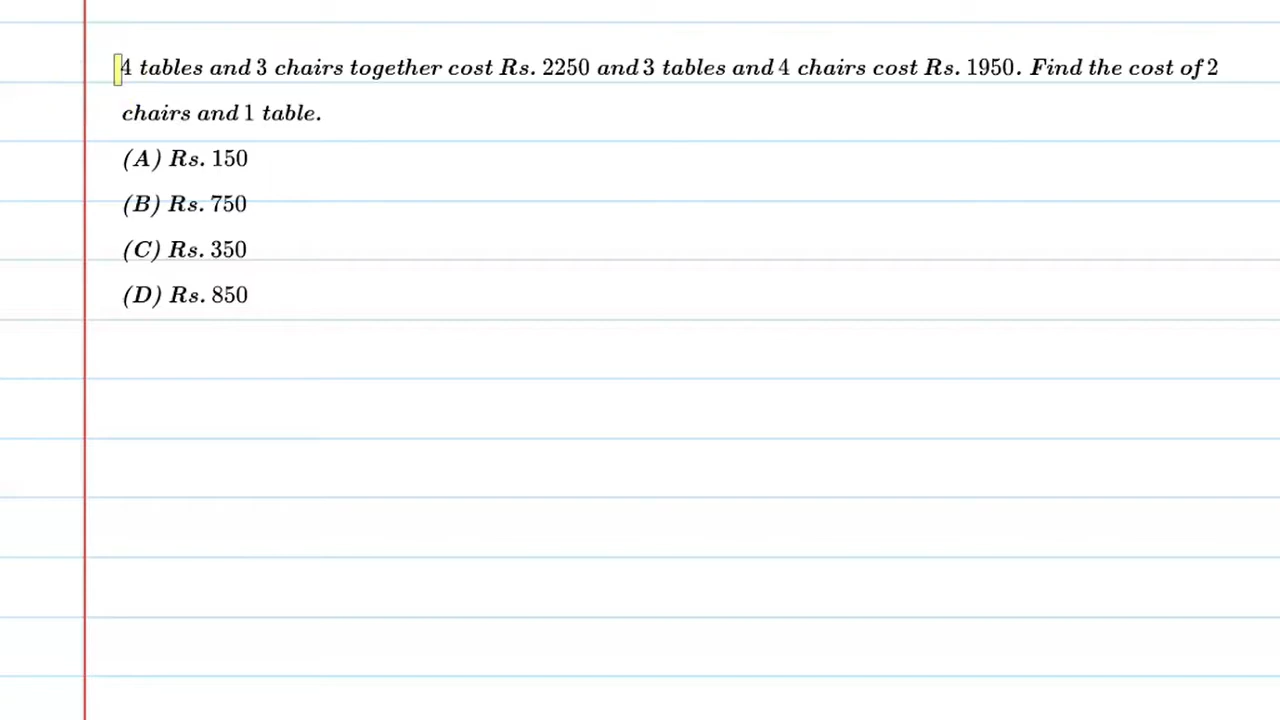 4 tables and 3 chairs together cost Rs. 2250 and 3 tables and 4 chairs cost Rs. 1950. Find the cost of 2
chairs and 1 table.
(A) Rs. 150
(B) Rs. 750
(C) Rs. 350
(D) Rs. 850